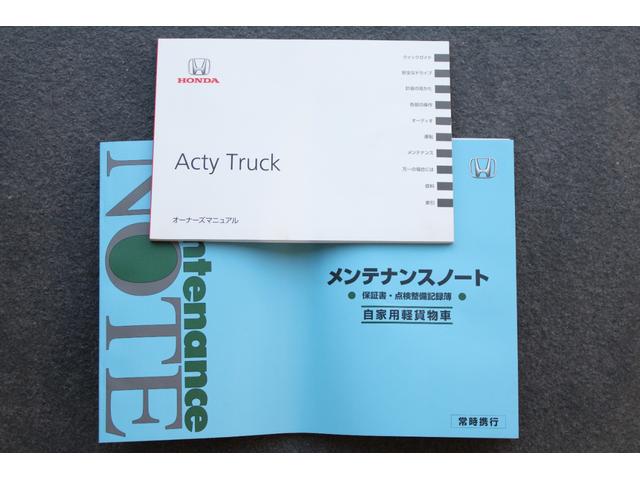 HONDA
Acty Truck
オーナーズマニュアル
クイックガイド
安全なドライブ
計器の見かた
各部の操作
オーディオ
運転
メンテナンス
万一の場合には
資料
索引
NOTE
ntenance
メンテナンスノート
保証書・点検整備記録簿
自家用軽貨物車
常時携行